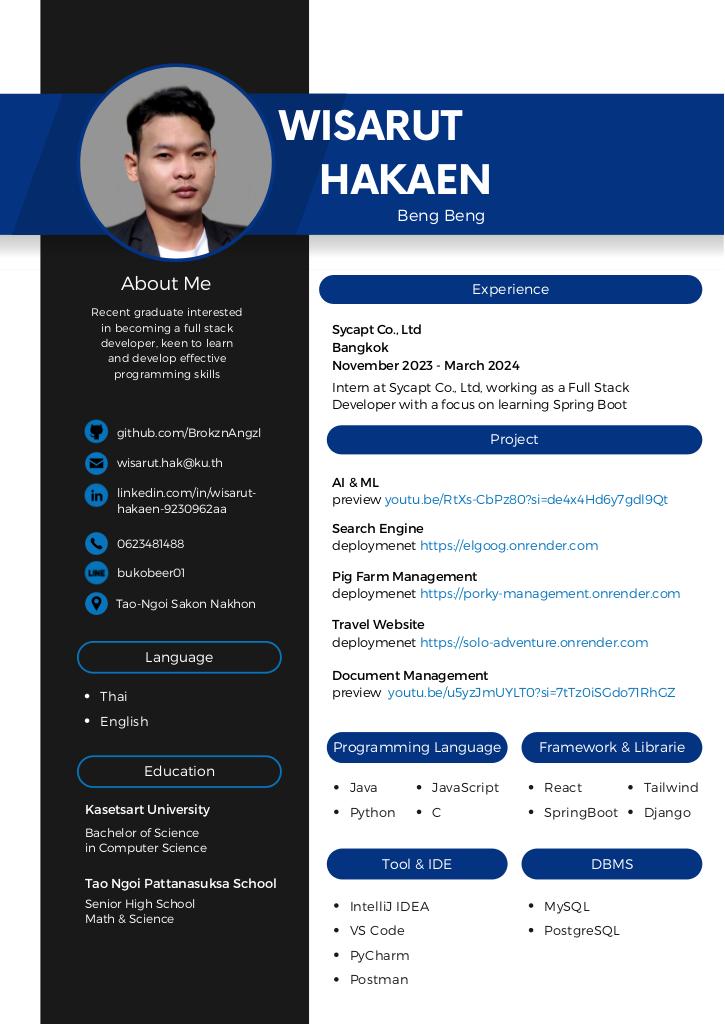 WISARUT
HAKAEN
Beng Beng
About Me
Recent graduate interested
in becoming a full stack
developer, keen to learn
and develop effective
programming skills
github.com/BrokznAngzl
wisarut.hak@ku.th
linkedin.com/in/wisarut-
hakaen-9230962aa
0623481488
LINE
bukobeer01
Tao-Ngoi Sakon Nakhon
Language
• Thai
• English
Education
Kasetsart University
Bachelor of Science
in Computer Science
Tao Ngoi Pattanasuksa School
Senior High School
Math & Science
Experience
Sycapt Co., Ltd
Bangkok
November 2023 - March 2024
Intern at Sycapt Co., Ltd, working as a Full Stack
Developer with a focus on learning Spring Boot
Project
AI & ML
preview youtu.be/RtXs-CbPz80?si=de4x4Hd6y7gdl9Qt
Search Engine
deploymenet https://elgoog.onrender.com
Pig Farm Management
deploymenet https://porky-management.onrender.com
Travel Website
deploymenet https://solo-adventure.onrender.com
Document Management
preview youtu.be/u5yzJmUYLT0?si=7tTz0iSGdo71RhGZ
Programming Language
• Java • JavaScript
• Python • C
Framework & Librarie
• React • Tailwind
• SpringBoot • Django
Tool & IDE
• IntelliJ IDEA
• VS Code
• PyCharm
• Postman
DBMS
• MySQL
• PostgreSQL